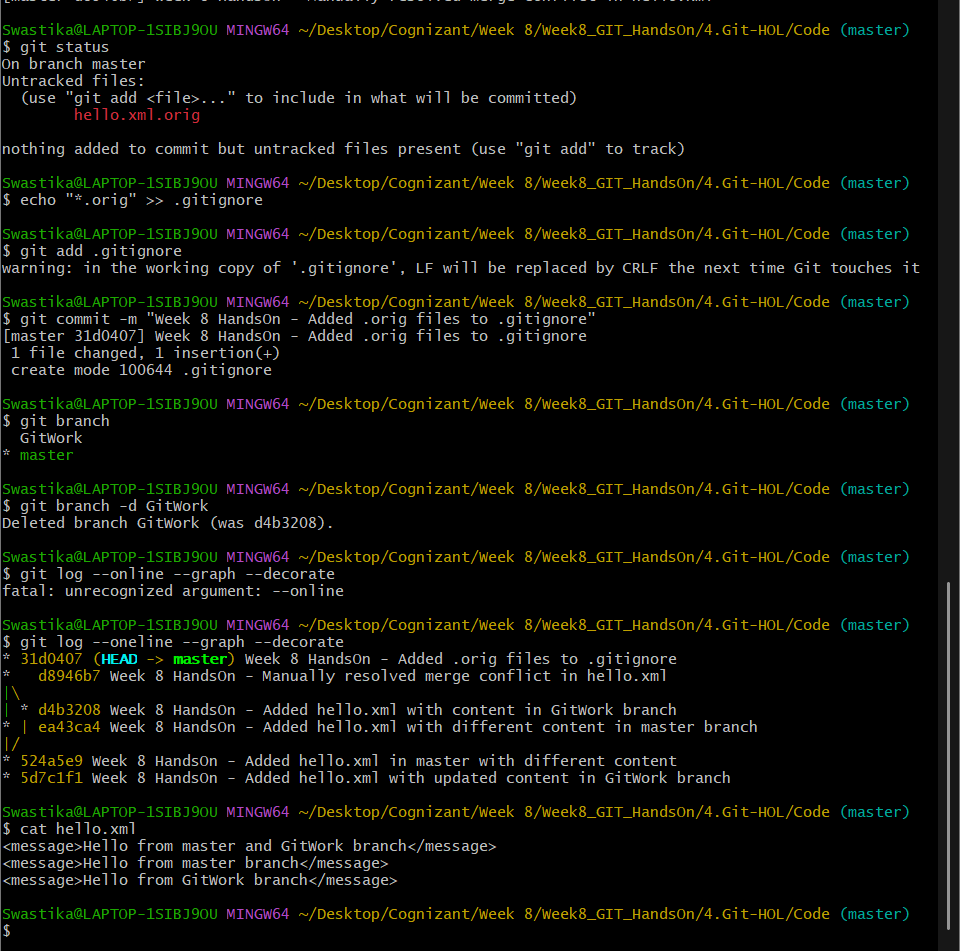 Swastika@LAPTOP-1SIBJ9OU MINGW64 ~/Desktop/Cognizant/Week 8/Week8_GIT_HandsOn/4.Git-HOL/Code (master)
$ git status
On branch master
Untracked files:
  (use "git add <file>..." to include in what will be committed)
        hello.xml.orig
nothing added to commit but untracked files present (use "git add" to track)
Swastika@LAPTOP-1SIBJ9OU MINGW64 ~/Desktop/Cognizant/Week 8/Week8_GIT_HandsOn/4.Git-HOL/Code (master)
$ echo "*.orig" >> .gitignore
Swastika@LAPTOP-1SIBJ9OU MINGW64 ~/Desktop/Cognizant/Week 8/Week8_GIT_HandsOn/4.Git-HOL/Code (master)
$ git add .gitignore
warning: in the working copy of '.gitignore', LF will be replaced by CRLF the next time Git touches it
Swastika@LAPTOP-1SIBJ9OU MINGW64 ~/Desktop/Cognizant/Week 8/Week8_GIT_HandsOn/4.Git-HOL/Code (master)
$ git commit -m "Week 8 HandsOn - Added .orig files to .gitignore"
[master 31d0407] Week 8 HandsOn - Added .orig files to .gitignore
 1 file changed, 1 insertion(+)
 create mode 100644 .gitignore
Swastika@LAPTOP-1SIBJ9OU MINGW64 ~/Desktop/Cognizant/Week 8/Week8_GIT_HandsOn/4.Git-HOL/Code (master)
$ git branch
  GitWork
* master
Swastika@LAPTOP-1SIBJ9OU MINGW64 ~/Desktop/Cognizant/Week 8/Week8_GIT_HandsOn/4.Git-HOL/Code (master)
$ git branch -d GitWork
Deleted branch GitWork (was d4b3208).
Swastika@LAPTOP-1SIBJ9OU MINGW64 ~/Desktop/Cognizant/Week 8/Week8_GIT_HandsOn/4.Git-HOL/Code (master)
$ git log --online --graph --decorate
fatal: unrecognized argument: --online
Swastika@LAPTOP-1SIBJ9OU MINGW64 ~/Desktop/Cognizant/Week 8/Week8_GIT_HandsOn/4.Git-HOL/Code (master)
$ git log --oneline --graph --decorate
* 31d0407 (HEAD -> master) Week 8 HandsOn - Added .orig files to .gitignore
*   d8946b7 Week 8 HandsOn - Manually resolved merge conflict in hello.xml
|\
| * d4b3208 Week 8 HandsOn - Added hello.xml with content in GitWork branch
* | ea43ca4 Week 8 HandsOn - Added hello.xml with different content in master branch
|/
* 524a5e9 Week 8 HandsOn - Added hello.xml in master with different content
* 5d7c1f1 Week 8 HandsOn - Added hello.xml with updated content in GitWork branch
Swastika@LAPTOP-1SIBJ9OU MINGW64 ~/Desktop/Cognizant/Week 8/Week8_GIT_HandsOn/4.Git-HOL/Code (master)
$ cat hello.xml
<message>Hello from master and GitWork branch</message>
<message>Hello from master branch</message>
<message>Hello from GitWork branch</message>
Swastika@LAPTOP-1SIBJ9OU MINGW64 ~/Desktop/Cognizant/Week 8/Week8_GIT_HandsOn/4.Git-HOL/Code (master)
$